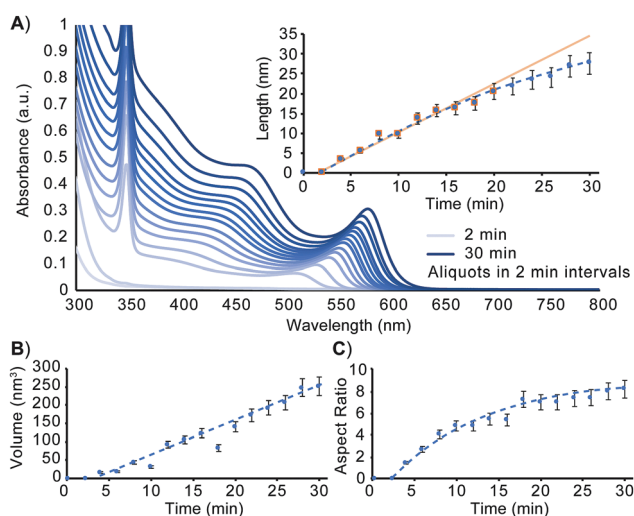 A)
Absorbance (a.u.)
1
0.9
0.8
0.7
0.6
0.5
0.4
0.3
0.2
0.1
0
300 350 400 450 500 550 600 650 700 750 800
Wavelength (nm)
Length (nm)
35
30
25
20
15
10
5
0
0 5 10 15 20 25 30
Time (min)
2 min
30 min
Aliquots in 2 min intervals
B)
Volume (nm³)
300
250
200
150
100
50
0
0 5 10 15 20 25 30
Time (min)
C)
Aspect Ratio
8
6
4
2
0
0 5 10 15 20 25 30
Time (min)